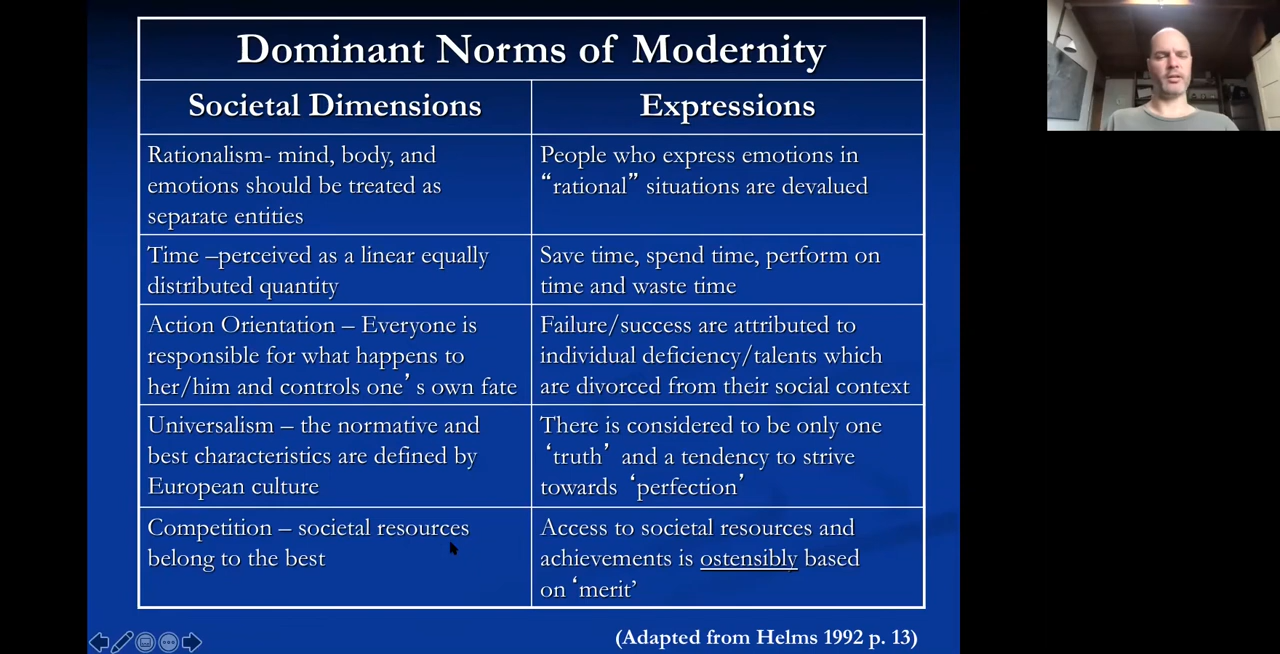 Dominant Norms of Modernity
Societal Dimensions
Expressions
Rationalism- mind, body, and
emotions should be treated as
separate entities
People who express emotions in
“rational” situations are devalued
Time –perceived as a linear equally
distributed quantity
Save time, spend time, perform on
time and waste time
Action Orientation – Everyone is
responsible for what happens to
her/him and controls one’s own fate
Failure/success are attributed to
individual deficiency/talents which
are divorced from their social context
Universalism – the normative and
best characteristics are defined by
European culture
There is considered to be only one
‘truth’ and a tendency to strive
towards ‘perfection’
Competition – societal resources
belong to the best
Access to societal resources and
achievements is ostensibly based
on ‘merit’
(Adapted from Helms 1992 p. 13)